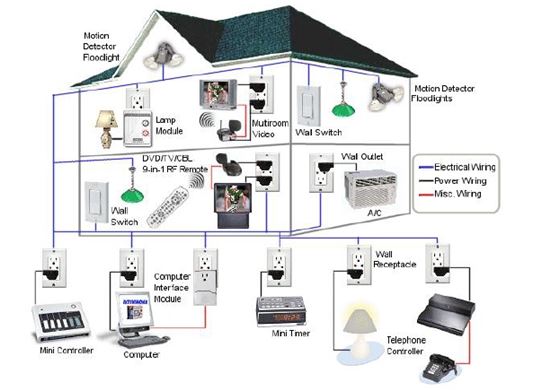 Motion
Detector
Floodlight
Lamp
Module
Multiroom
Video
Wall Switch
Motion Detector
Floodlights
DVD/TV/CBL
9-in-1 RF Remote
Wall
Switch
Wall Outlet
A/C
Electrical Wiring
Power Wiring
Misc. Wiring
Computer
Interface
Module
Wall
Receptacle
Mini Controller
Computer
Mini Timer
Telephone
Controller